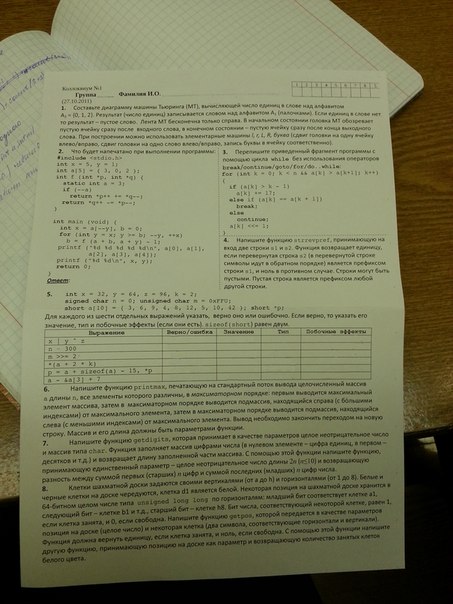 Коллоквиум №1
Группа____ Фамилия И.О.
(27.10.2011)
1. Составьте диаграмму машины Тьюринга (МТ), вычисляющей число единиц в слове над алфавитом
A₁ = {0, 1, 2}. Результат (число единиц) записывается словом над алфавитом A₂ (палочками). Если единиц в слове нет
то результат – пустое слово. Лента МТ бесконечна только справа. В начальном состоянии головка МТ обозревает
пустую ячейку сразу после входного слова, в конечном состоянии – пустую ячейку сразу после конца выходного
слова. При построении можно использовать элементарные машины l, r, L, R, буква (сдвиг головки на одну ячейку
влево/вправо, сдвиг головки на одно слово влево/вправо, запись буквы в ячейку соответственно).
2. Что будет напечатано при выполнении программы:
#include <stdio.h>
int x = 5, y = 1;
int a[5] = { 3, 0, 2 };
int f (int *p, int *q) {
static int a = 3;
if (--a)
return *p++ -= *q--;
return *q++ -= *p--;
}
int main (void) {
int x = a[--y], b = 0;
for (int y = x; y >= b; --y, ++x)
b = f (a + b, a + y) - 1;
printf ("%d %d %d %d %d\n", a[0], a[1],
a[2], a[3], a[4]);
printf ("%d %d\n", x, y);
return 0;
}
Ответ:
3. Перепишите приведенный фрагмент программы с
помощью цикла while без использования операторов
break/continue/goto/for/do..while:
for (int k = 0; k < n && a[k] > a[k+1]; k++)
{
if (a[k] > k - 1)
a[k] += 17;
else if (a[k] == a[k + 1])
break;
else
continue;
a[k] <<= 1;
}
4. Напишите функцию strrevpref, принимающую на
вход две строки s1 и s2. Функция возвращает единицу,
если перевернутая строка s2 (в перевернутой строке
символы идут в обратном порядке) является префиксом
строки s1, и ноль в противном случае. Строки могут быть
пустыми. Пустая строка является префиксом любой
другой строки.
5. int x = 32, y = 64, z = 96, k = 2;
signed char n = 0; unsigned char m = 0xFF0;
short a[10] = { 3, 6, 9, 4, 8, 12, 5, 10, 42 }; short *p;
Для каждого из шести отдельных выражений указать, верно оно или ошибочно. Если верно, то указать его
значение, тип и побочные эффекты (если они есть). sizeof(short) равен двум.
Выражение Верно/ошибка Значение Тип Побочные эффекты
x | y ^ z
n = 300
m >>= 2
*(a + 2 * k)
p = a + sizeof(a) - 15, *p
a - &a[3] + 7
6. Напишите функцию printmax, печатающую на стандартный поток вывода целочисленный массив
a длины n, все элементы которого различны, в максиматорном порядке: первым выводится максимальный
элемент массива, затем в максиматорном порядке выводится подмассив, находящийся справа (с большими
индексами) от максимального элемента, затем в максиматорном порядке выводится подмассив, находящийся
слева (с меньшими индексами) от максимального элемента. Вывод необходимо закончить переходом на новую
строку. Массив и его длина должны быть параметрами функции.
7. Напишите функцию getdigits, которая принимает в качестве параметров целое неотрицательное число
и массив типа char. Функция заполняет массив цифрами числа (в нулевом элементе – цифра единиц, в первом –
десятков и т.д.) и возвращает длину заполненной части массива. С помощью этой функции напишите функцию,
принимающую единственный параметр – целое неотрицательное число длины 2n (n≤10) и возвращающую
разность между суммой первых (старших) n цифр и суммой последних (младших) n цифр числа.
8. Клетки шахматной доски задаются своими вертикалями (от a до h) и горизонталями (от 1 до 8). Белые и
черные клетки на доске чередуются, клетка d1 является белой. Некоторая позиция на шахматной доске хранится в
64-битном целом числе типа unsigned long long по горизонталям: младший бит соответствует клетке a1,
следующий бит – клетке b1 и т.д., старший бит – клетке h8. Бит числа, соответствующий некоторой клетке, равен 1,
если клетка занята, и 0, если свободна. Напишите функцию getpos, которой передается в качестве параметров
позиция на доске (целое число) и некоторая клетка (два символа, соответствующие горизонтали и вертикали).
Функция должна вернуть единицу, если клетка занята, и ноль, если свободна. С помощью этой функции напишите
другую функцию, принимающую позицию на доске как параметр и возвращающую количество занятых клеток
белого цвета.